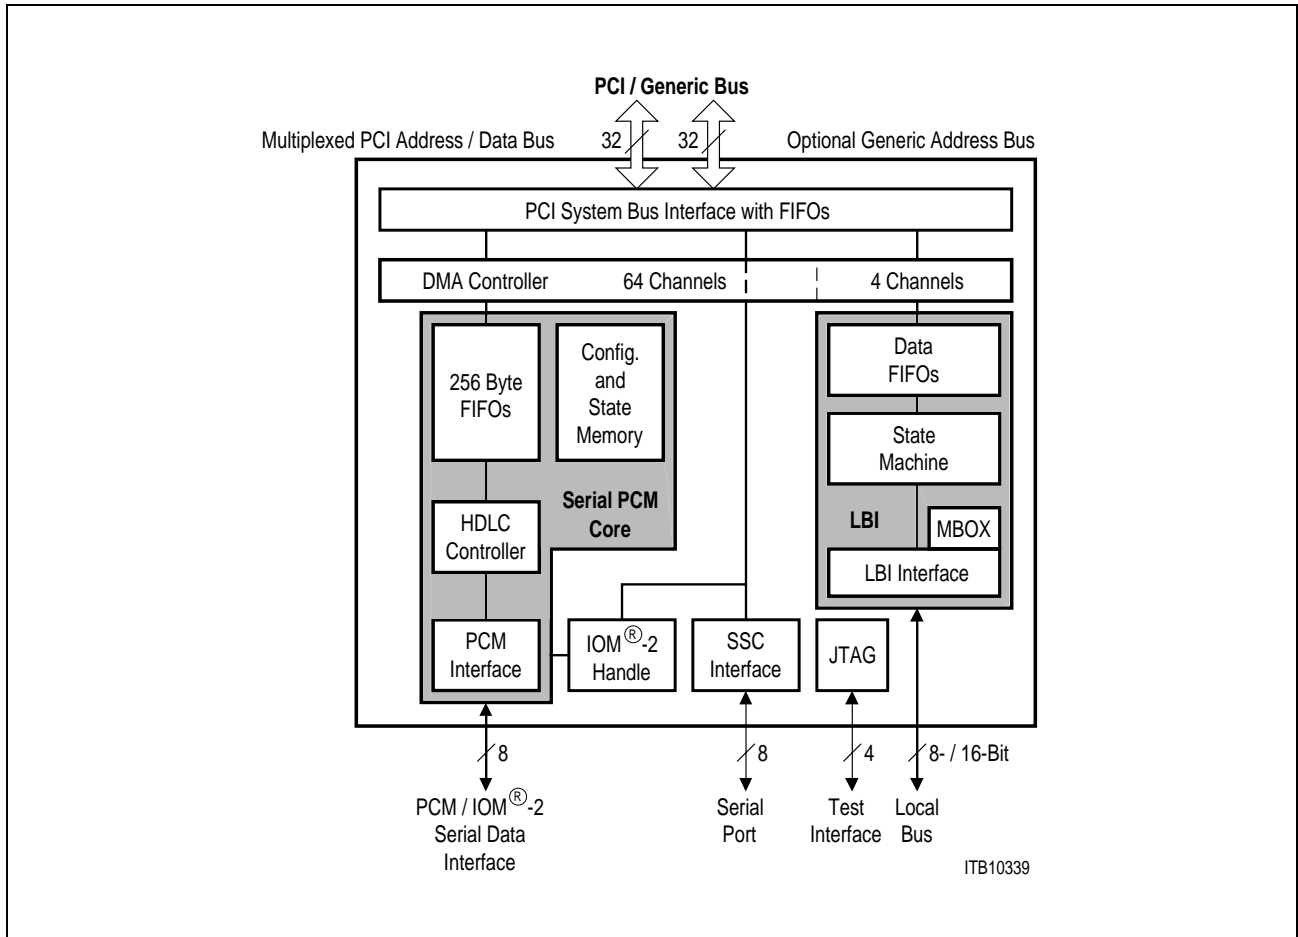 PCI / Generic Bus
Multiplexed PCI Address / Data Bus 32 32 Optional Generic Address Bus
PCI System Bus Interface with FIFOs
DMA Controller 64 Channels 4 Channels
256 Byte
FIFOs
Config.
and
State
Memory
Serial PCM
Core
HDLC
Controller
PCM
Interface
IOM®-2
Handle
SSC
Interface
JTAG
Data
FIFOs
State
Machine
LBI
MBOX
LBI Interface
8
8
4
8- / 16-Bit
PCM / IOM®-2
Serial Data
Interface
Serial
Port
Test
Interface
Local
Bus
ITB10339